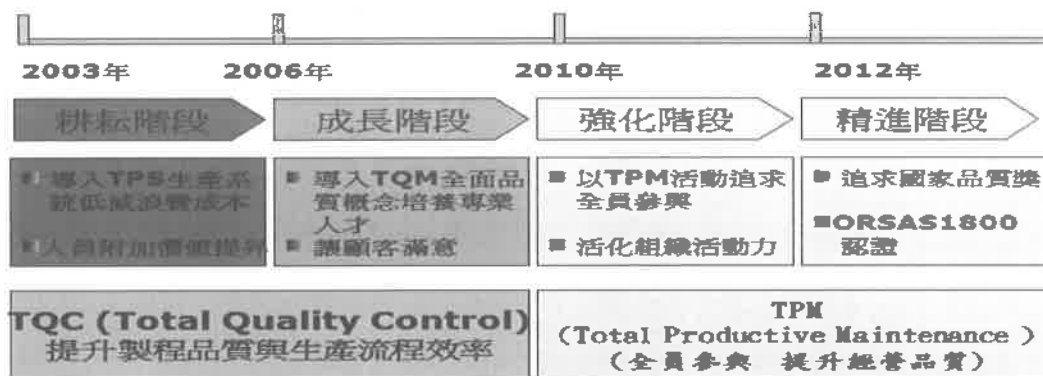 2003年
2006年
2010年
2012年
耕耘階段
成長階段
強化階段
精進階段
導入TPS生產系
統低減浪費成本
人員附加價值提昇
導入TQM全面品
質概念培養專業
人才
讓顧客滿意
以TPM活動追求
全員參與
活化組織活動力
追求國家品質獎
ORSAS1800
認證
TQC (Total Quality Control)
提升製程品質與生產流程效率
TPM
(Total Productive Maintenance )
(全員參與 提升經營品質)